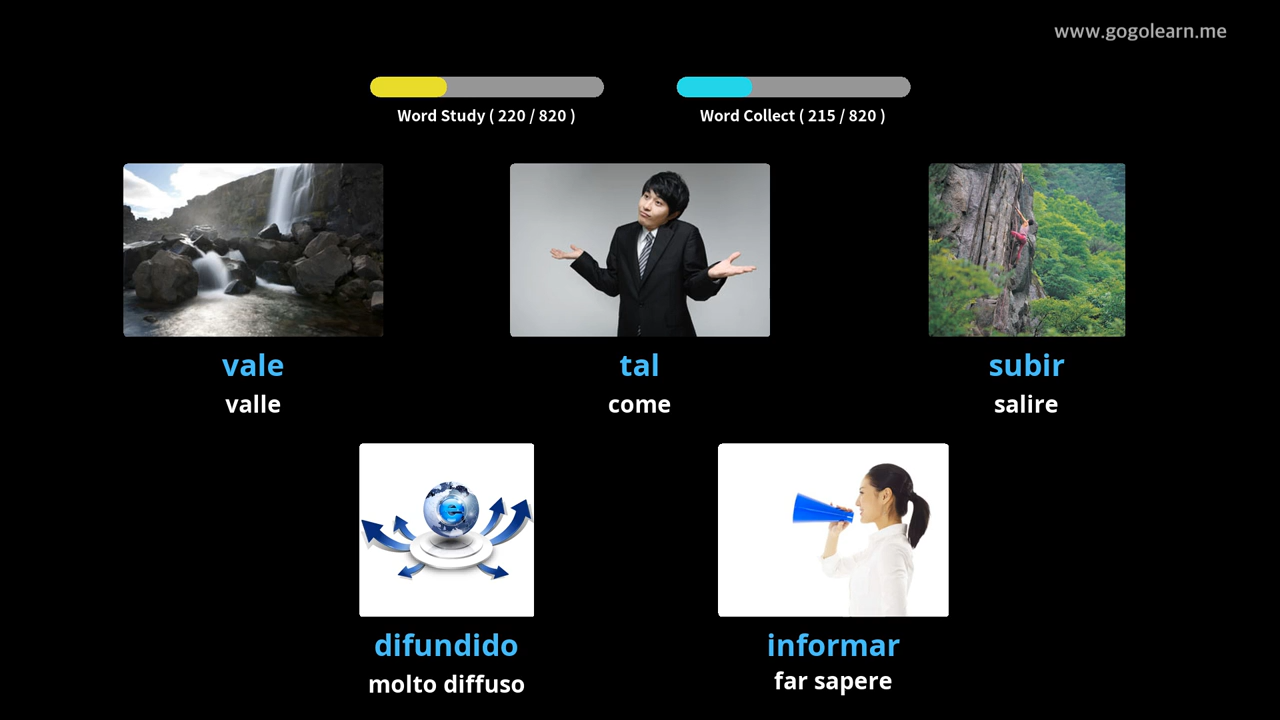 www.gogolearn.me
Word Study ( 220 / 820 )
Word Collect ( 215 / 820 )
vale
valle
tal
come
subir
salire
e
difundido
molto diffuso
informar
far sapere